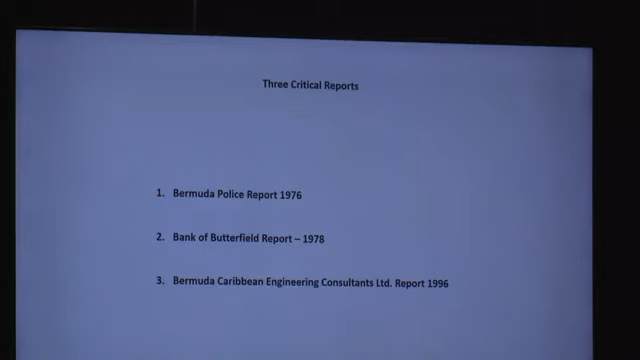 Three Critical Reports
1. Bermuda Police Report 1976
2. Bank of Butterfield Report – 1978
3. Bermuda Caribbean Engineering Consultants Ltd. Report 1996